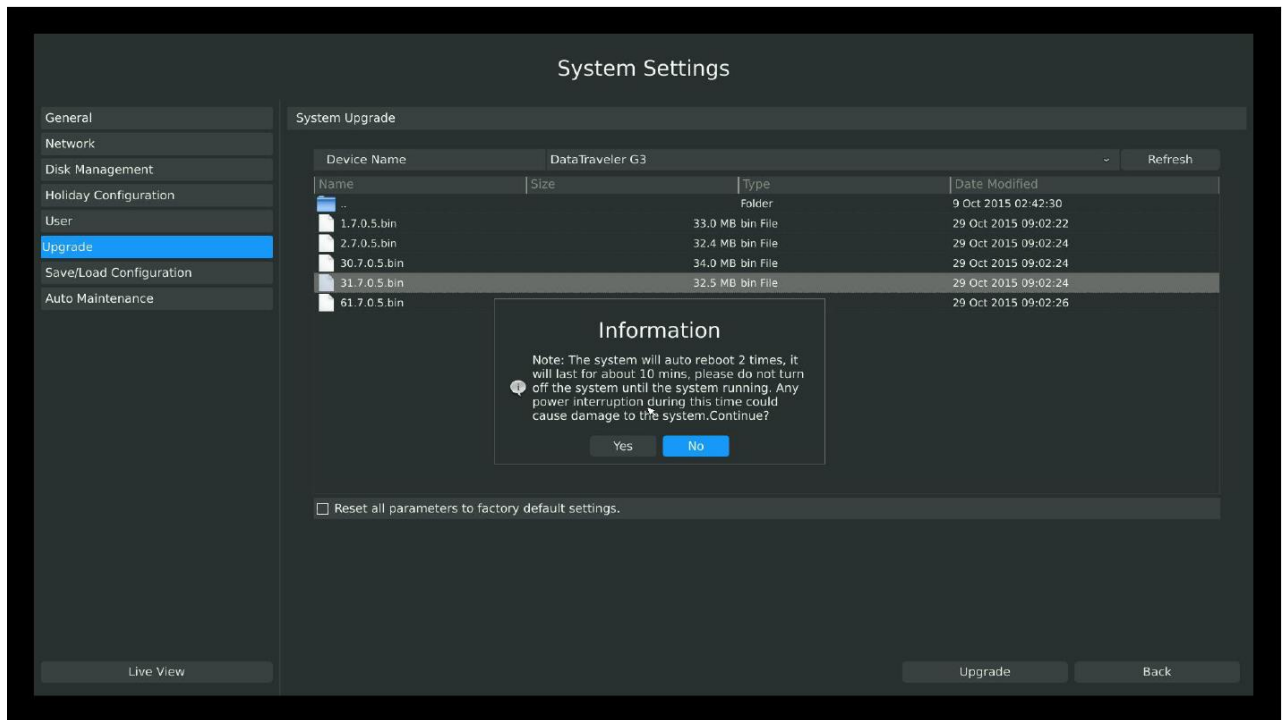 System Settings
General
Network
Disk Management
Holiday Configuration
User
Upgrade
Save/Load Configuration
Auto Maintenance
System Upgrade
Device Name DataTraveler G3 Refresh
Name Size Type Date Modified
.. Folder 9 Oct 2015 02:42:30
1.7.0.5.bin 33.0 MB bin File 29 Oct 2015 09:02:22
2.7.0.5.bin 32.4 MB bin File 29 Oct 2015 09:02:24
30.7.0.5.bin 34.0 MB bin File 29 Oct 2015 09:02:24
31.7.0.5.bin 32.5 MB bin File 29 Oct 2015 09:02:24
61.7.0.5.bin 29 Oct 2015 09:02:26
Information
Note: The system will auto reboot 2 times, it
will last for about 10 mins, please do not turn
off the system until the system running. Any
power interruption during this time could
cause damage to the system.Continue?
Yes No
Reset all parameters to factory default settings.
Live View Upgrade Back